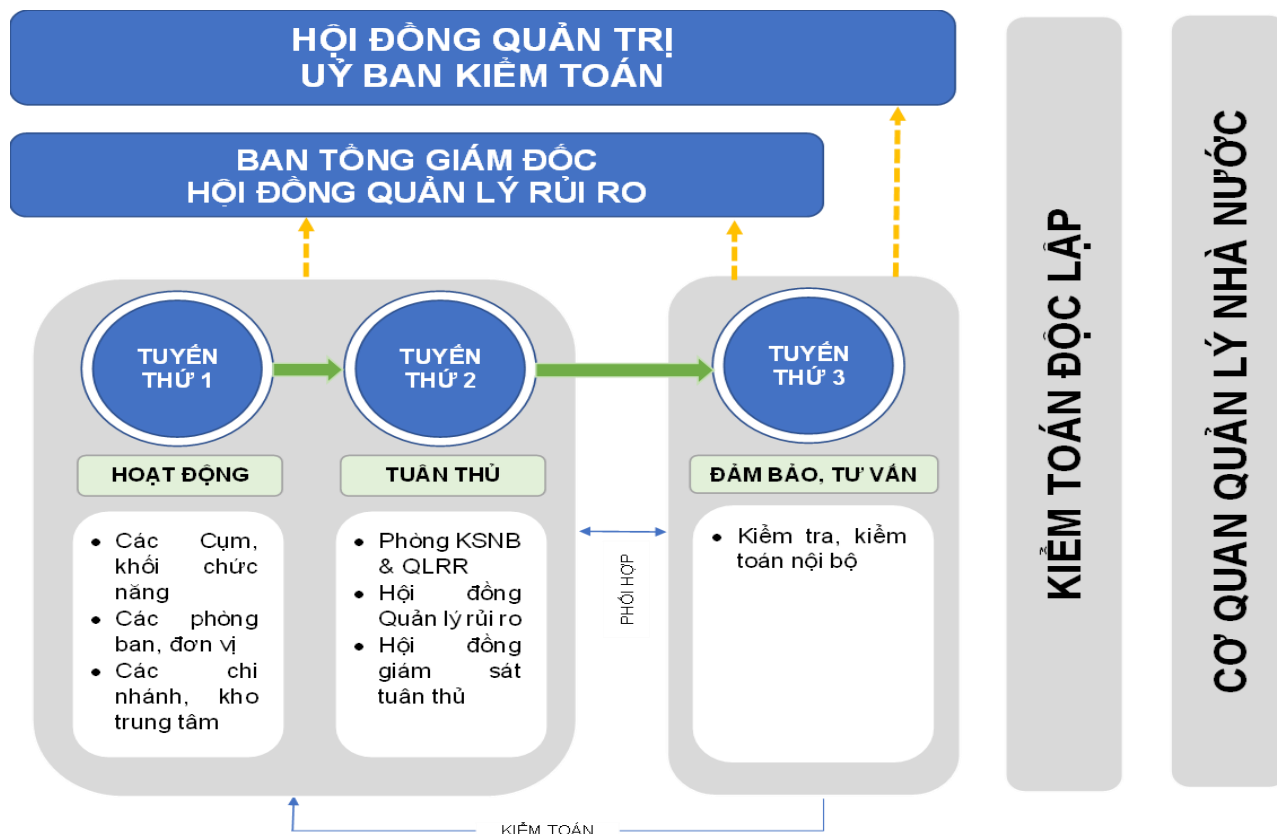 HỘI ĐỒNG QUẢN TRỊ
UỶ BAN KIỂM TOÁN
BAN TỔNG GIÁM ĐỐC
HỘI ĐỒNG QUẢN LÝ RỦI RO
TUYẾN
THỨ 1
TUYẾN
THỨ 2
TUYẾN
THỨ 3
HOẠT ĐỘNG
TUÂN THỦ
ĐẢM BẢO, TƯ VẤN
• Các Cụm,
khối chức
năng
• Các phòng
ban, đơn vị
• Các chi
nhánh, kho
trung tâm
• Phòng KSNB
& QLRR
• Hội đồng
Quản lý rủi ro
• Hội đồng
giám sát
tuân thủ
PHỐI HỢP
• Kiểm tra, kiểm
toán nội bộ
KIỂM TOÁN
KIỂM TOÁN ĐỘC LẬP
CƠ QUAN QUẢN LÝ NHÀ NƯỚC